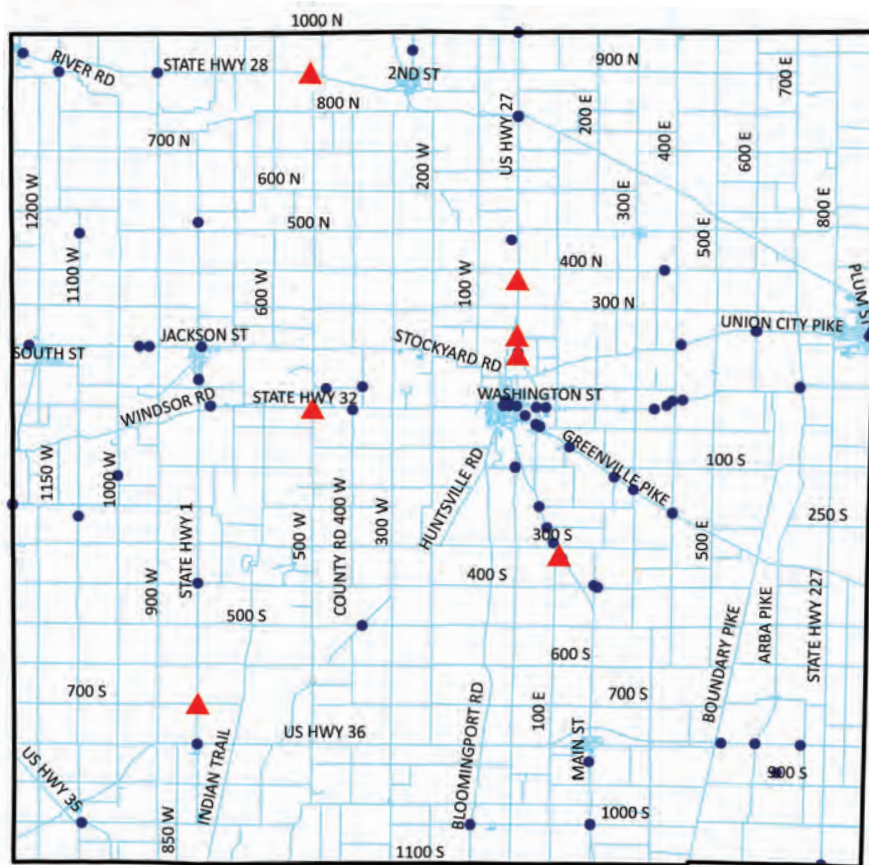 1000 N
RIVER RD
STATE HWY 28
2ND ST
900 N
700 E
800 N
US HWY 27
200 E
700 N
400 E
600 E
200 W
600 N
300 E
1200 W
500 N
800 E
500 E
1100 W
600 W
100 W
400 N
PLUM ST
300 N
UNION CITY PIKE
JACKSON ST
STOCKYARD RD
SOUTH ST
WINDSOR RD
STATE HWY 32
WASHINGTON ST
GREENVILLE PIKE
100 S
1150 W
1000 W
HUNTSVILLE RD
STATE HWY 1
500 W
COUNTY RD 400 W
300 W
300 S
500 E
250 S
900 W
400 S
500 S
BOUNDARY PIKE
ARBA PIKE
STATE HWY 227
600 S
700 S
700 S
INDIAN TRAIL
US HWY 36
BLOOMINGPORT RD
100 E
MAIN ST
US HWY 35
900 S
850 W
1000 S
1100 S